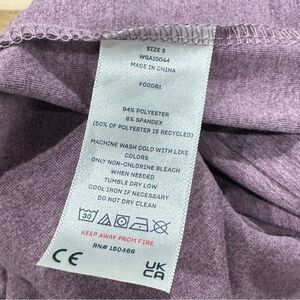 SIZE S
WGA10044
MADE IN CHINA
FOC081
94% POLYESTER
6% SPANDEX
(50% OF POLYESTER IS RECYCLED)
MACHINE WASH COLD WITH LIKE
COLORS
ONLY NON-CHLORINE BLEACH
WHEN NEEDED
TUMBLE DRY LOW
COOL IRON IF NECESSARY
DO NOT DRY CLEAN
30
KEEP AWAY FROM FIRE
RN# 150466
CE
UK
CA